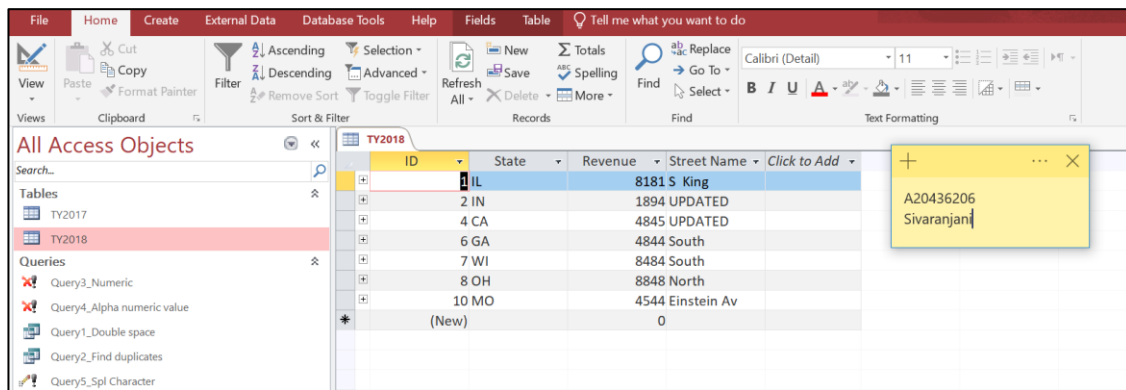 File Home Create External Data Database Tools Help Fields Table Tell me what you want to do
View
Paste
Cut
Copy
Format Painter
Filter
Ascending
Descending
Remove Sort
Selection
Advanced
Toggle Filter
Refresh
All
New
Save
Delete
Totals
Spelling
More
Find
Replace
Go To
Select
Calibri (Detail) 11
B I U A
Views Clipboard Sort & Filter Records Find Text Formatting
All Access Objects
Search...
Tables
TY2017
TY2018
Queries
Query3_Numeric
Query4_Alpha numeric value
Query1_Double space
Query2_Find duplicates
Query5_Spl Character
TY2018
ID State Revenue Street Name Click to Add
1 IL 8181 S  King
2 IN 1894 UPDATED
4 CA 4845 UPDATED
6 GA 4844 South
7 WI 8484 South
8 OH 8848 North
10 MO 4544 Einstein Av
(New) 0
A20436206
Sivaranjani